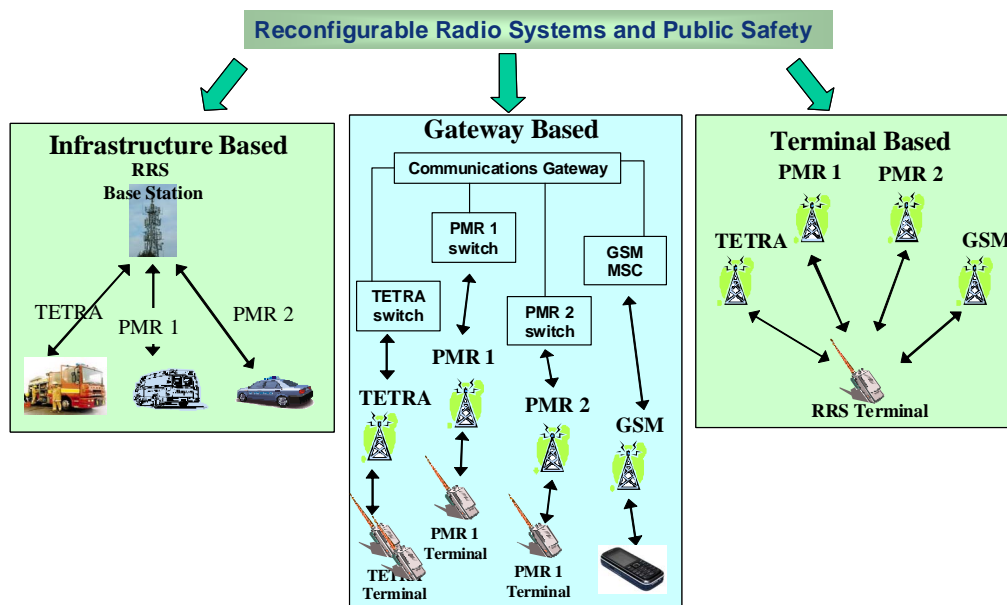 Reconfigurable Radio Systems and Public Safety
Infrastructure Based
RRS
Base Station
TETRA
PMR 1
PMR 2
Gateway Based
Communications Gateway
PMR 1
switch
GSM
MSC
TETRA
switch
PMR 2
switch
PMR 1
TETRA
PMR 2
GSM
PMR 1
Terminal
TETRA
Terminal
PMR 1
Terminal
Terminal Based
PMR 1
PMR 2
TETRA
GSM
RRS Terminal